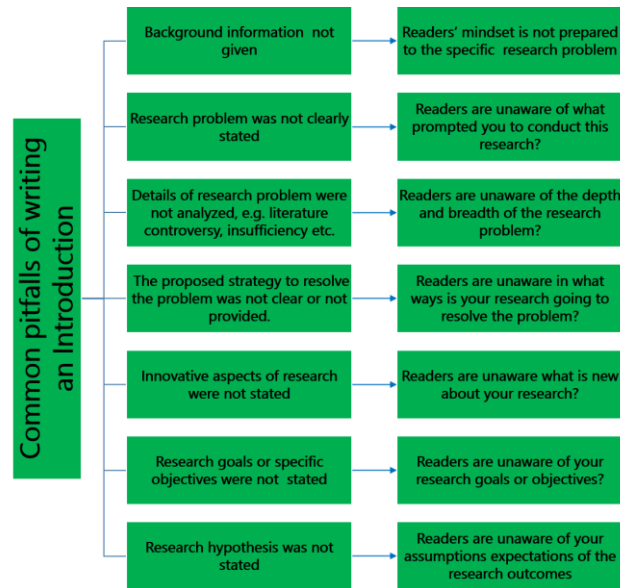 Common pitfalls of writing
an Introduction
Background information not
given
Readers' mindset is not prepared
to the specific research problem
Research problem was not clearly
stated
Readers are unaware of what
prompted you to conduct this
research?
Details of research problem were
not analyzed, e.g. literature
controversy, insufficiency etc.
Readers are unaware of the depth
and breadth of the research
problem?
The proposed strategy to resolve
the problem was not clear or not
provided.
Readers are unaware in what
ways is your research going to
resolve the problem?
Innovative aspects of research
were not stated
Readers are unaware what is new
about your research?
Research goals or specific
objectives were not stated
Readers are unaware of your
research goals or objectives?
Research hypothesis was not
stated
Readers are unaware of your
assumptions expectations of the
research outcomes